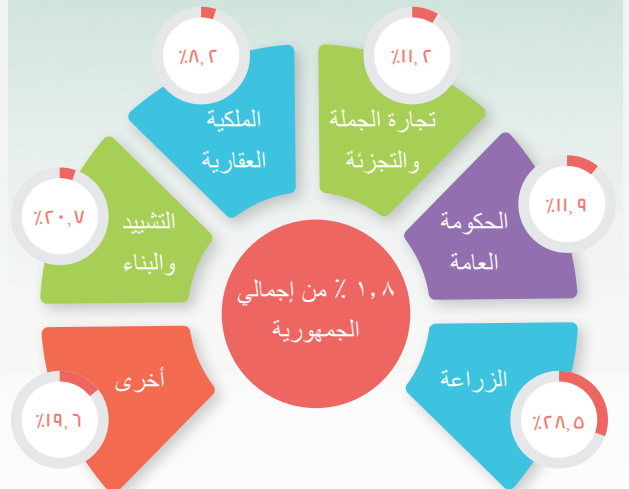 ٪١١,٢
تجارة الجملة
والتجزئة
٪٨,٢
الملكية
العقارية
٪١١,٩
الحكومة
العامة
٪٢٠,٧
التشييد
والبناء
١,٨ ٪ من إجمالي
الجمهورية
الزراعة
٪٢٨,٥
أخرى
٪١٩,٦